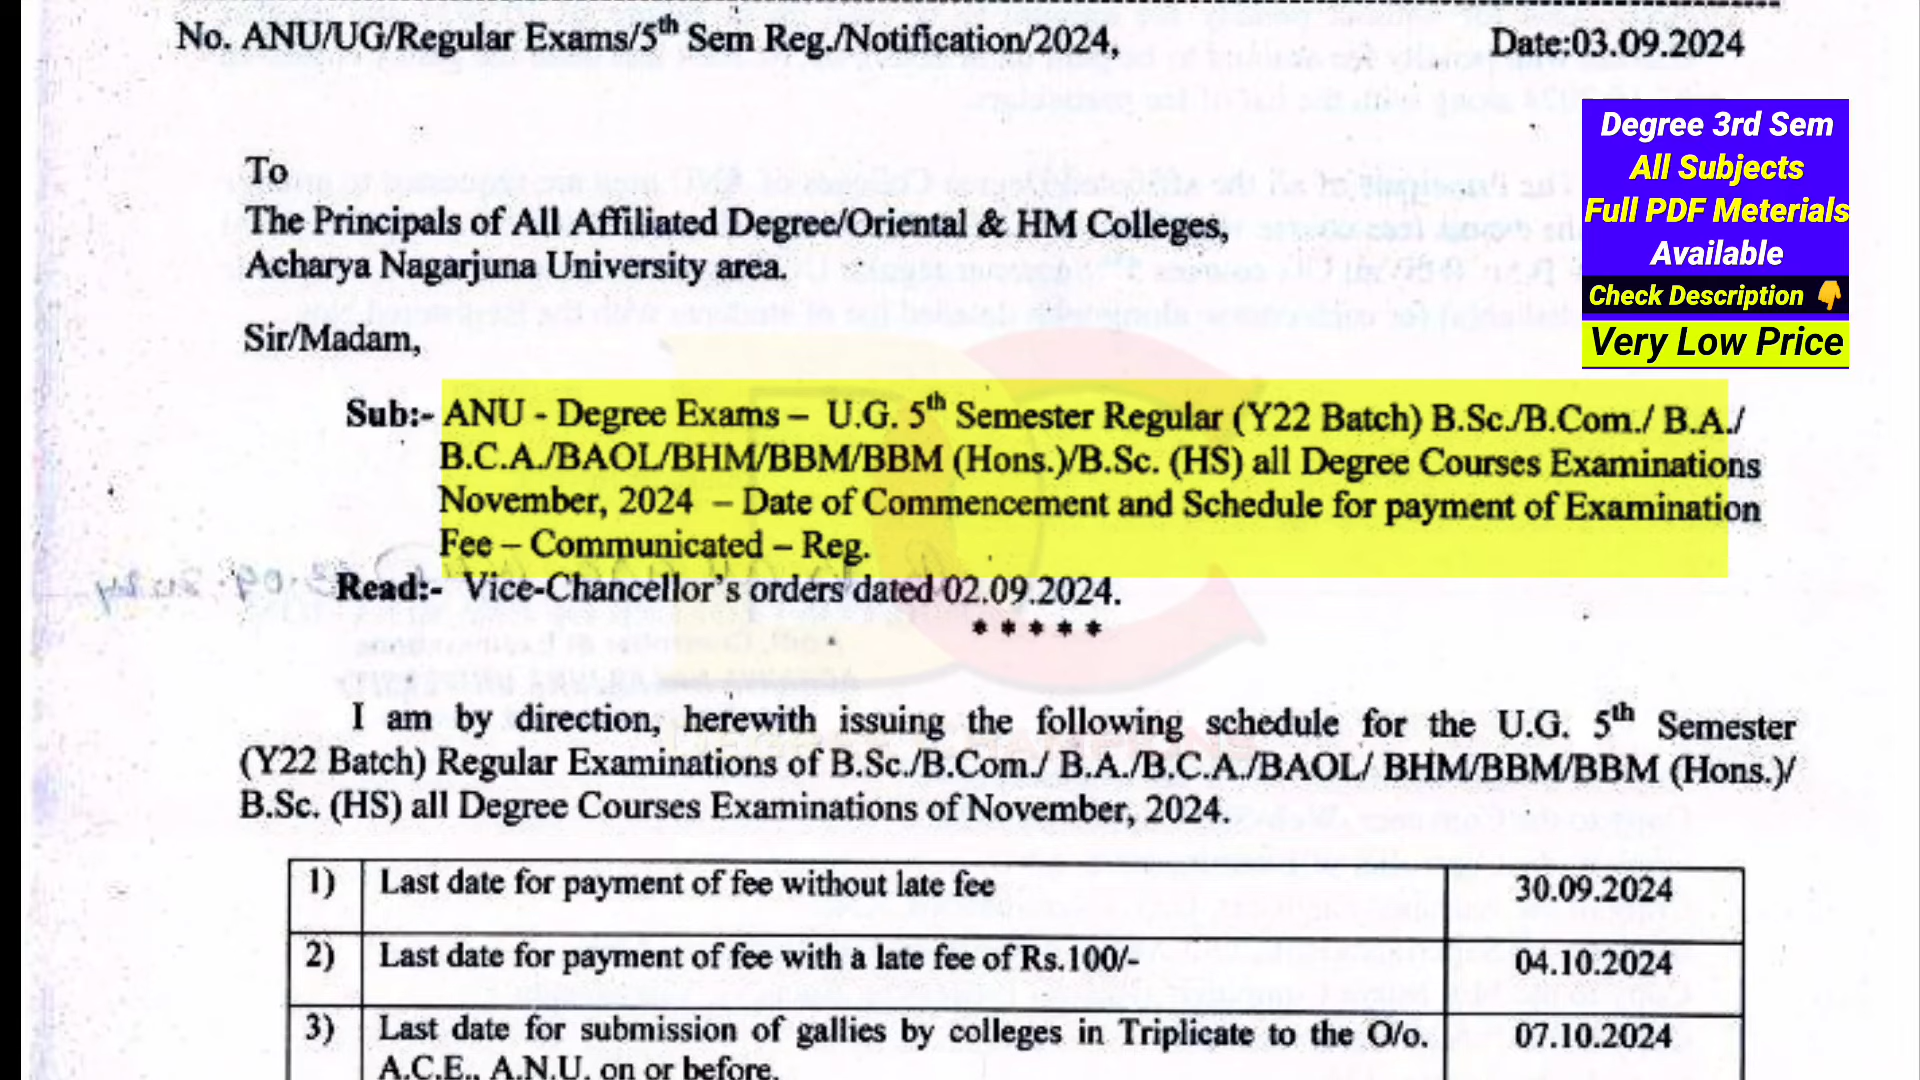 No. ANU/UG/Regular Exams/5th Sem Reg./Notification/2024,
Date:03.09.2024
To
The Principals of All Affiliated Degree/Oriental & HM Colleges,
Acharya Nagarjuna University area.
Sir/Madam,
Sub:- ANU - Degree Exams – U.G. 5th Semester Regular (Y22 Batch) B.Sc./B.Com./ B.A./
B.C.A./BAOL/BHM/BBM/BBM (Hons.)/B.Sc. (HS) all Degree Courses Examinations
November, 2024 – Date of Commencement and Schedule for payment of Examination
Fee – Communicated – Reg.
Read:- Vice-Chancellor's orders dated 02.09.2024.
*****
I am by direction, herewith issuing the following schedule for the U.G. 5th Semester
(Y22 Batch) Regular Examinations of B.Sc./B.Com./ B.A./B.C.A./BAOL/ BHM/BBM/BBM (Hons.)/
B.Sc. (HS) all Degree Courses Examinations of November, 2024.
1) Last date for payment of fee without late fee 30.09.2024
2) Last date for payment of fee with a late fee of Rs.100/- 04.10.2024
3) Last date for submission of gallies by colleges in Triplicate to the O/o. 07.10.2024
A.C.E., A.N.U. on or before.
Degree 3rd Sem
All Subjects
Full PDF Meterials
Available
Check Description 👇
Very Low Price